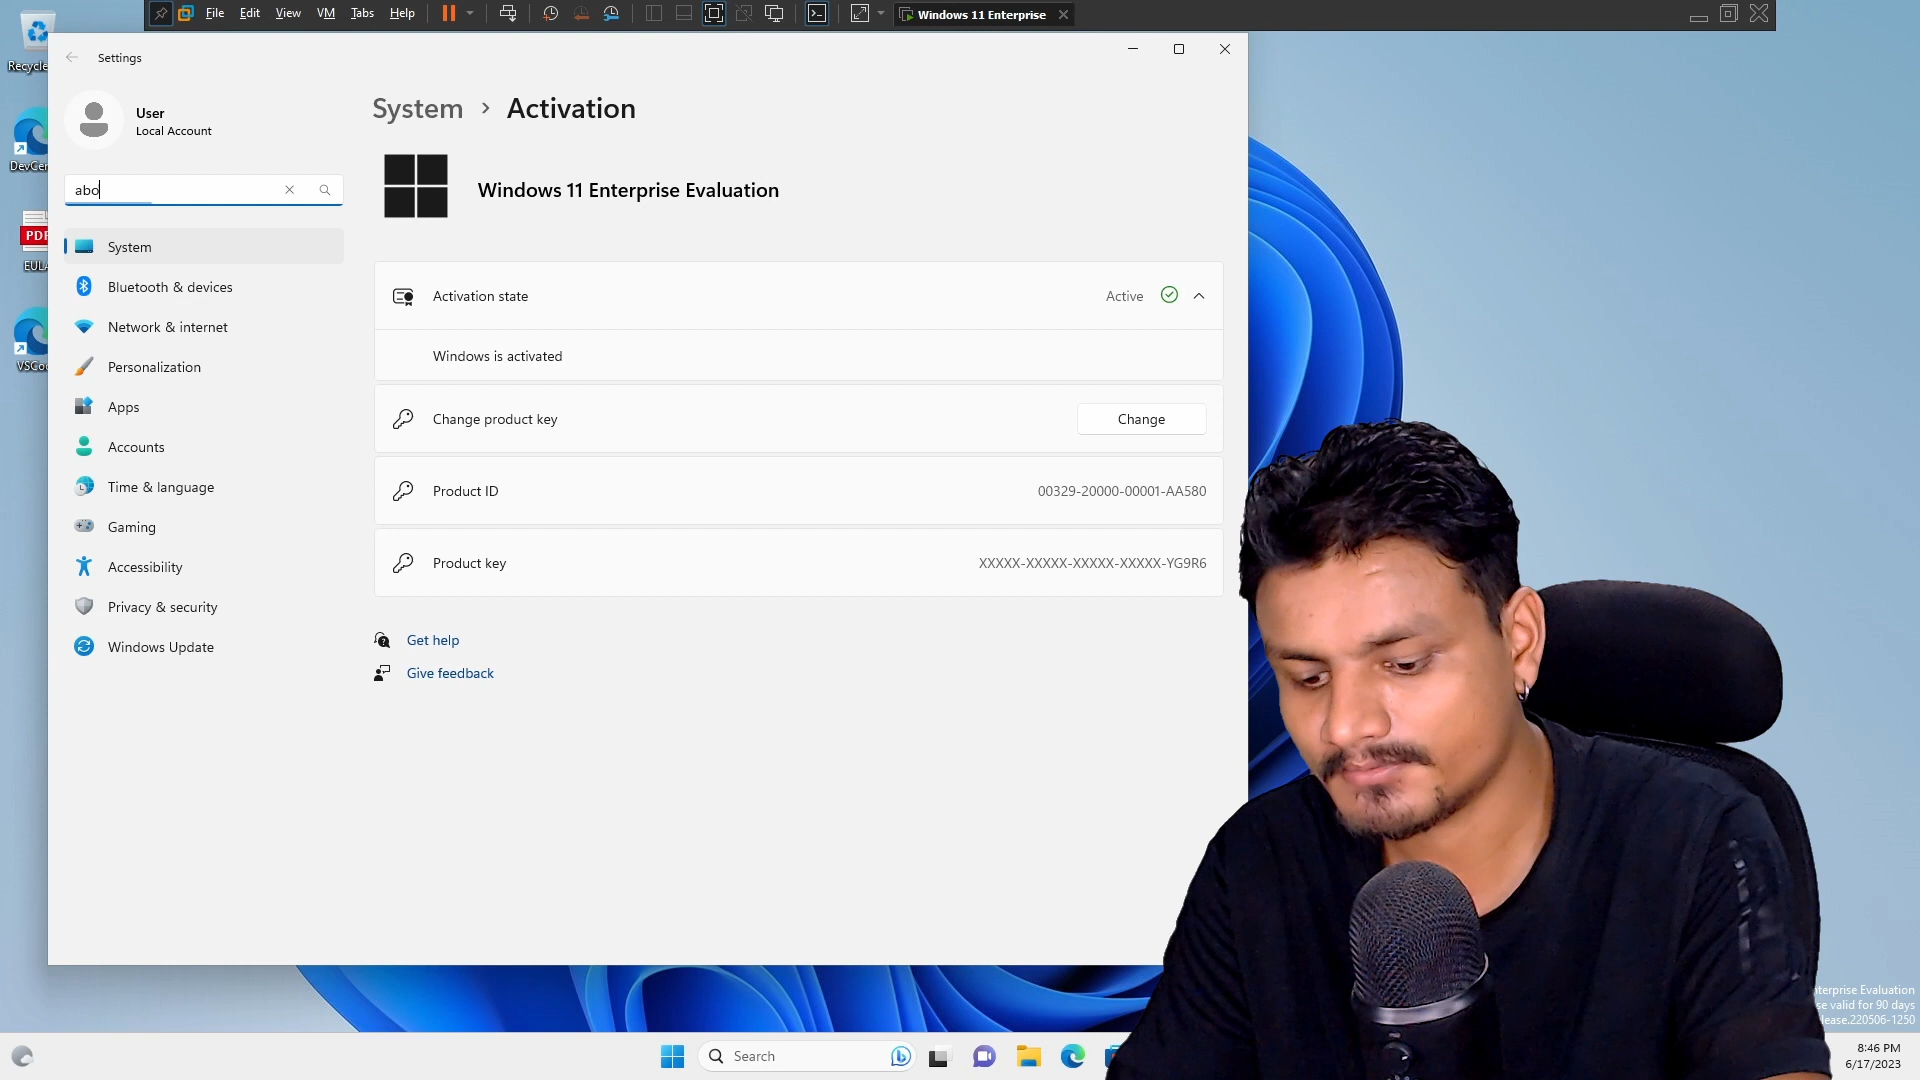 File Edit View VM Tabs Help
Windows 11 Enterprise
Settings
User
Local Account
abo
System
Bluetooth & devices
Network & internet
Personalization
Apps
Accounts
Time & language
Gaming
Accessibility
Privacy & security
Windows Update
System > Activation
Windows 11 Enterprise Evaluation
Activation state
Active
Windows is activated
Change product key
Change
Product ID
00329-20000-00001-AA580
Product key
XXXXX-XXXXX-XXXXX-XXXXX-YG9R6
Get help
Give feedback
PDF
EULA
Evaluation
valid for 90 days
220506-1250
Search
8:46 PM
6/17/2023